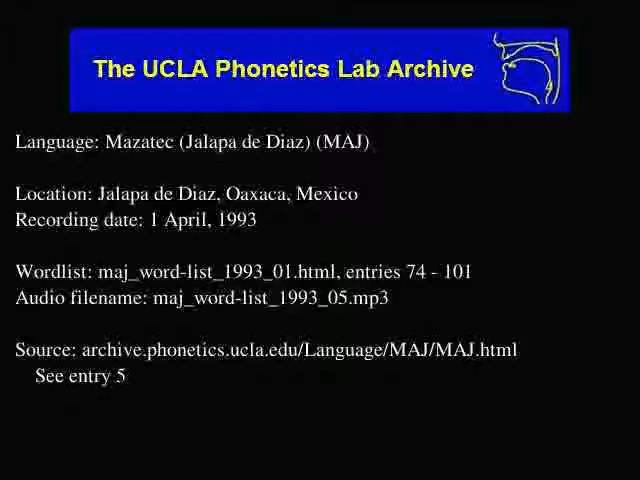 The UCLA Phonetics Lab Archive
Language: Mazatec (Jalapa de Diaz) (MAJ)
Location: Jalapa de Diaz, Oaxaca, Mexico
Recording date: 1 April, 1993
Wordlist: maj_word-list_1993_01.html, entries 74 - 101
Audio filename: maj_word-list_1993_05.mp3
Source: archive.phonetics.ucla.edu/Language/MAJ/MAJ.html
See entry 5